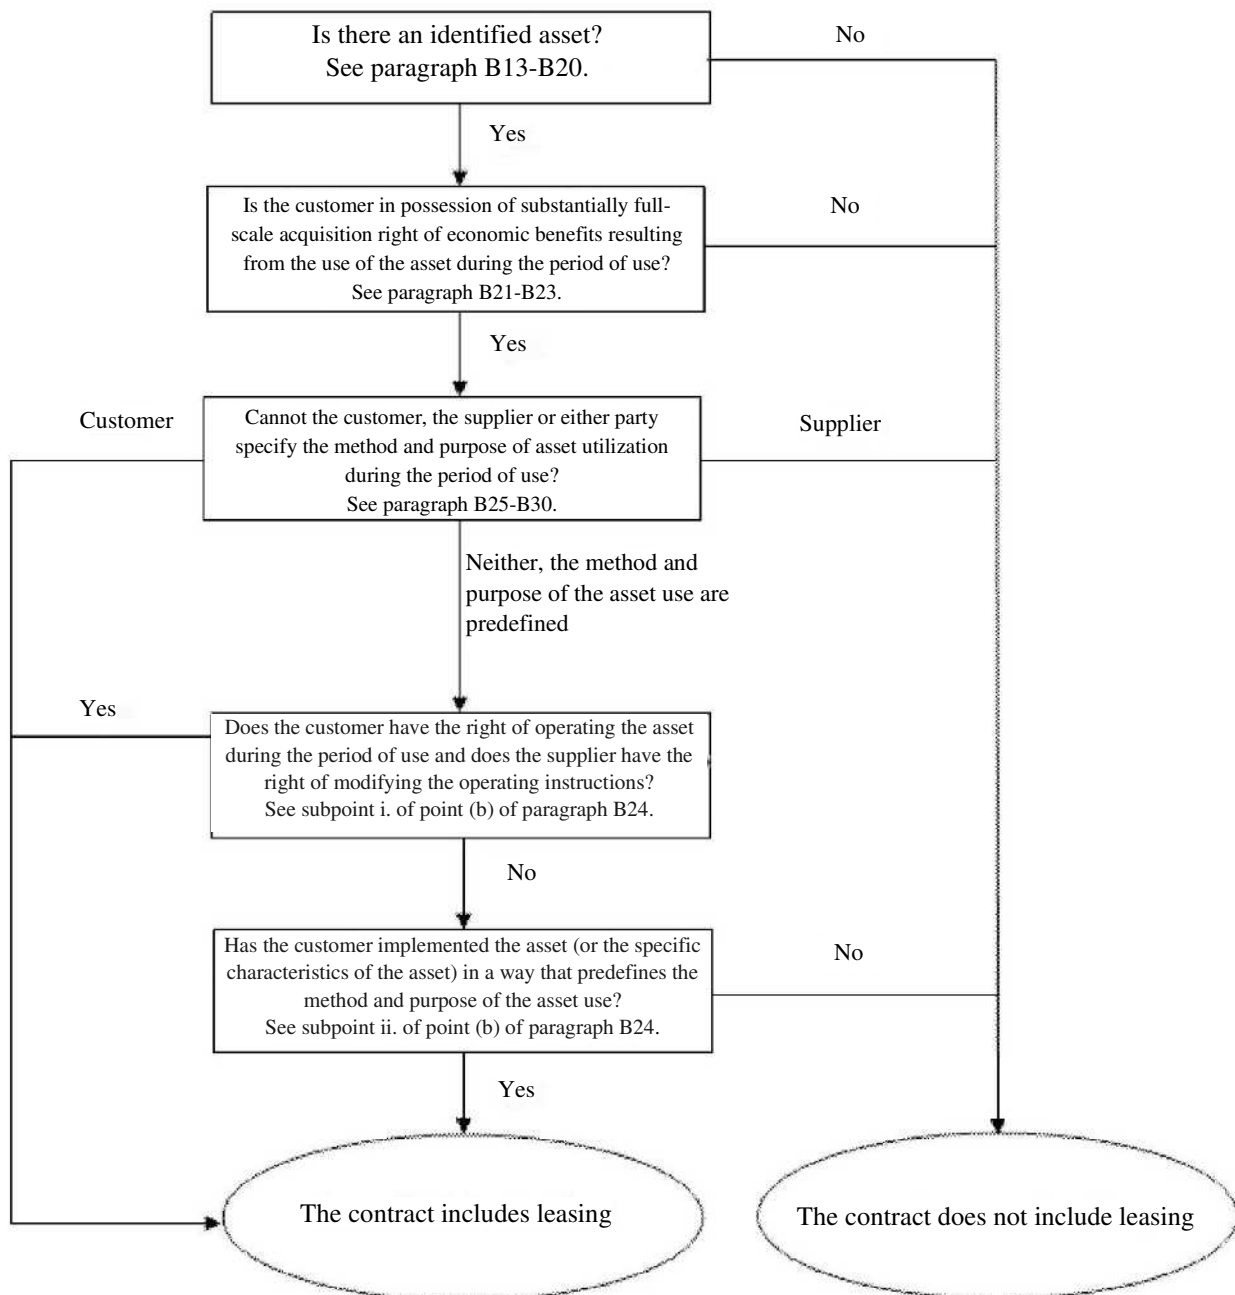 Is there an identified asset?
See paragraph B13-B20.
No
Yes
Is the customer in possession of substantially full-
scale acquisition right of economic benefits resulting
from the use of the asset during the period of use?
See paragraph B21-B23.
No
Yes
Customer
Cannot the customer, the supplier or either party
specify the method and purpose of asset utilization
during the period of use?
See paragraph B25-B30.
Supplier
Neither, the method and
purpose of the asset use are
predefined
Yes
Does the customer have the right of operating the asset
during the period of use and does the supplier have the
right of modifying the operating instructions?
See subpoint i. of point (b) of paragraph B24.
No
Has the customer implemented the asset (or the specific
characteristics of the asset) in a way that predefines the
method and purpose of the asset use?
See subpoint ii. of point (b) of paragraph B24.
No
Yes
The contract includes leasing
The contract does not include leasing